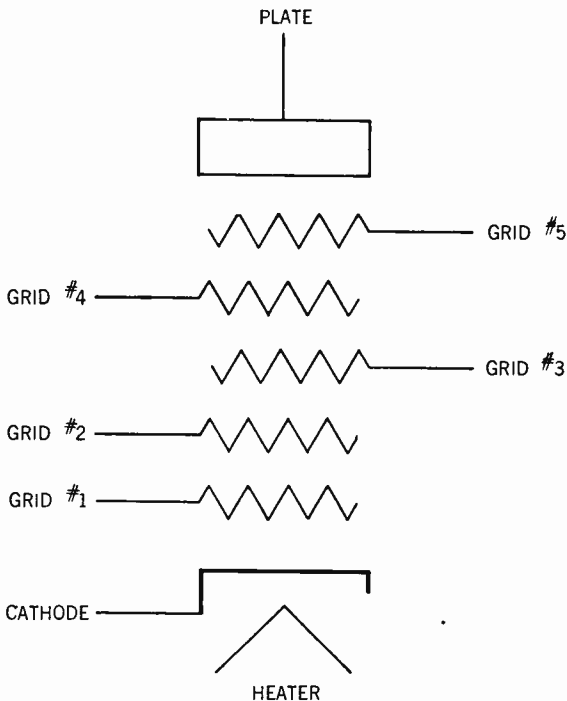 PLATE
GRID #5
GRID #4
GRID #3
GRID #2
GRID #1
CATHODE
HEATER